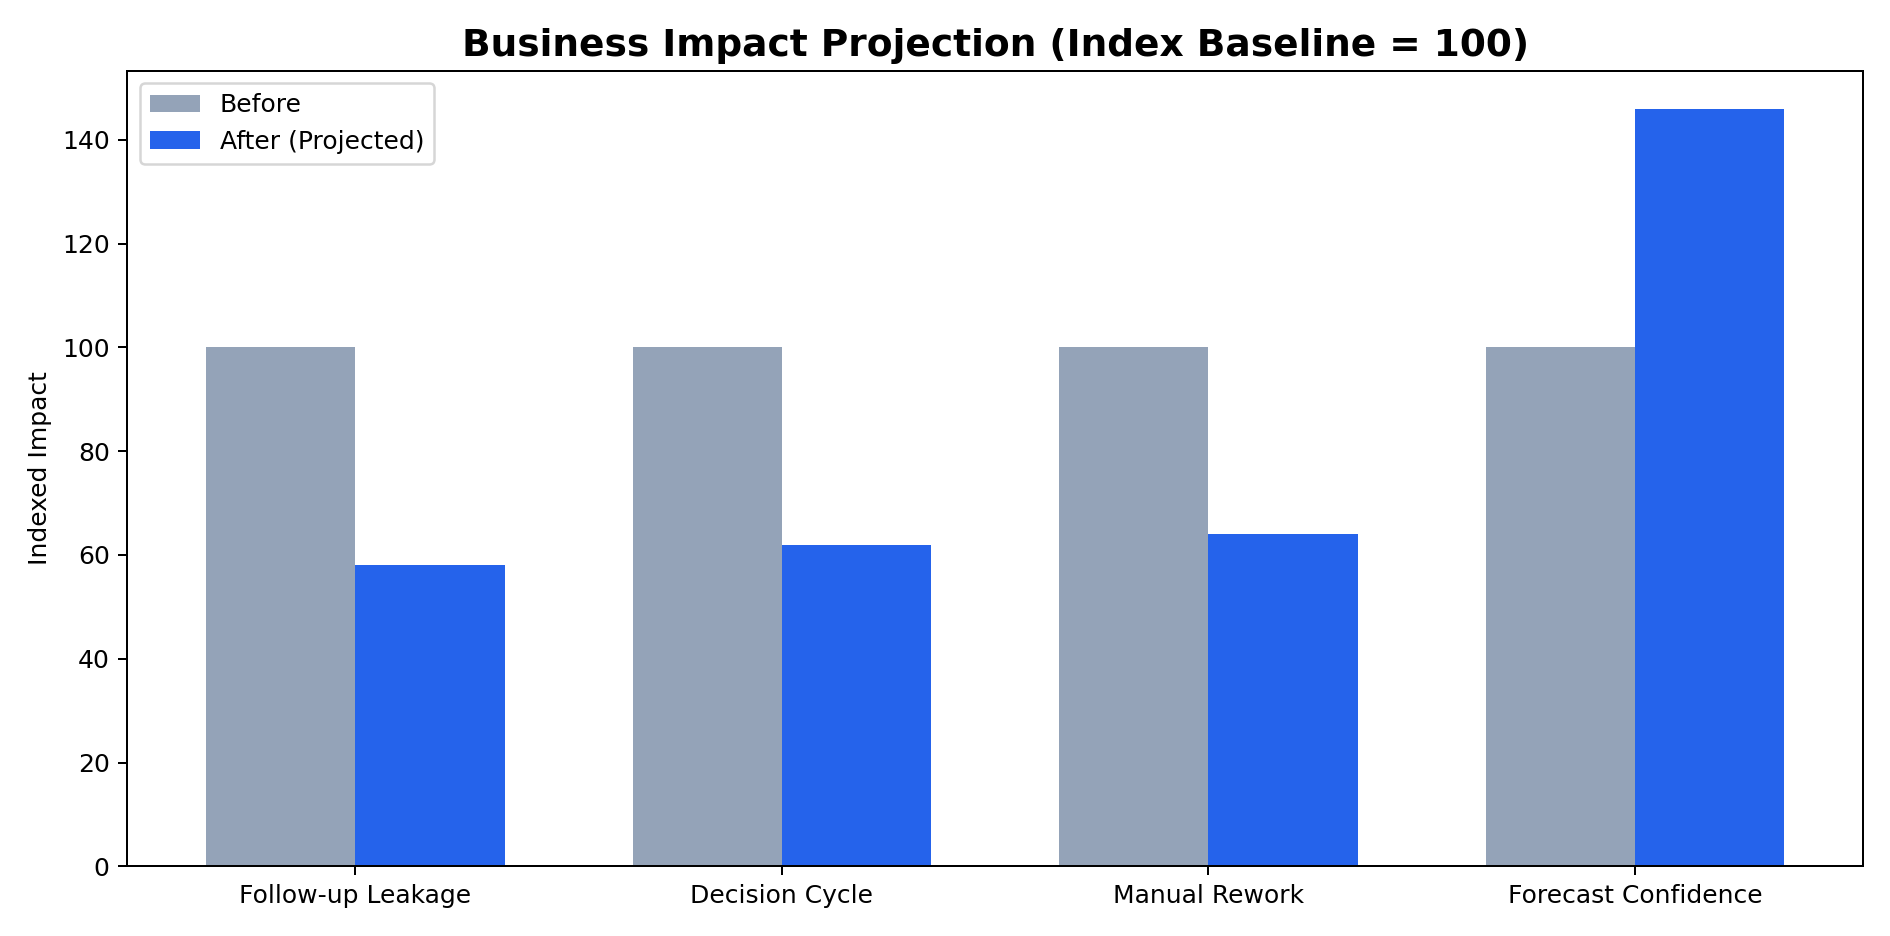 Business Impact Projection (Index Baseline = 100)
Before
After (Projected)
Indexed Impact
140
120
100
80
60
40
20
0
Follow-up Leakage
Decision Cycle
Manual Rework
Forecast Confidence